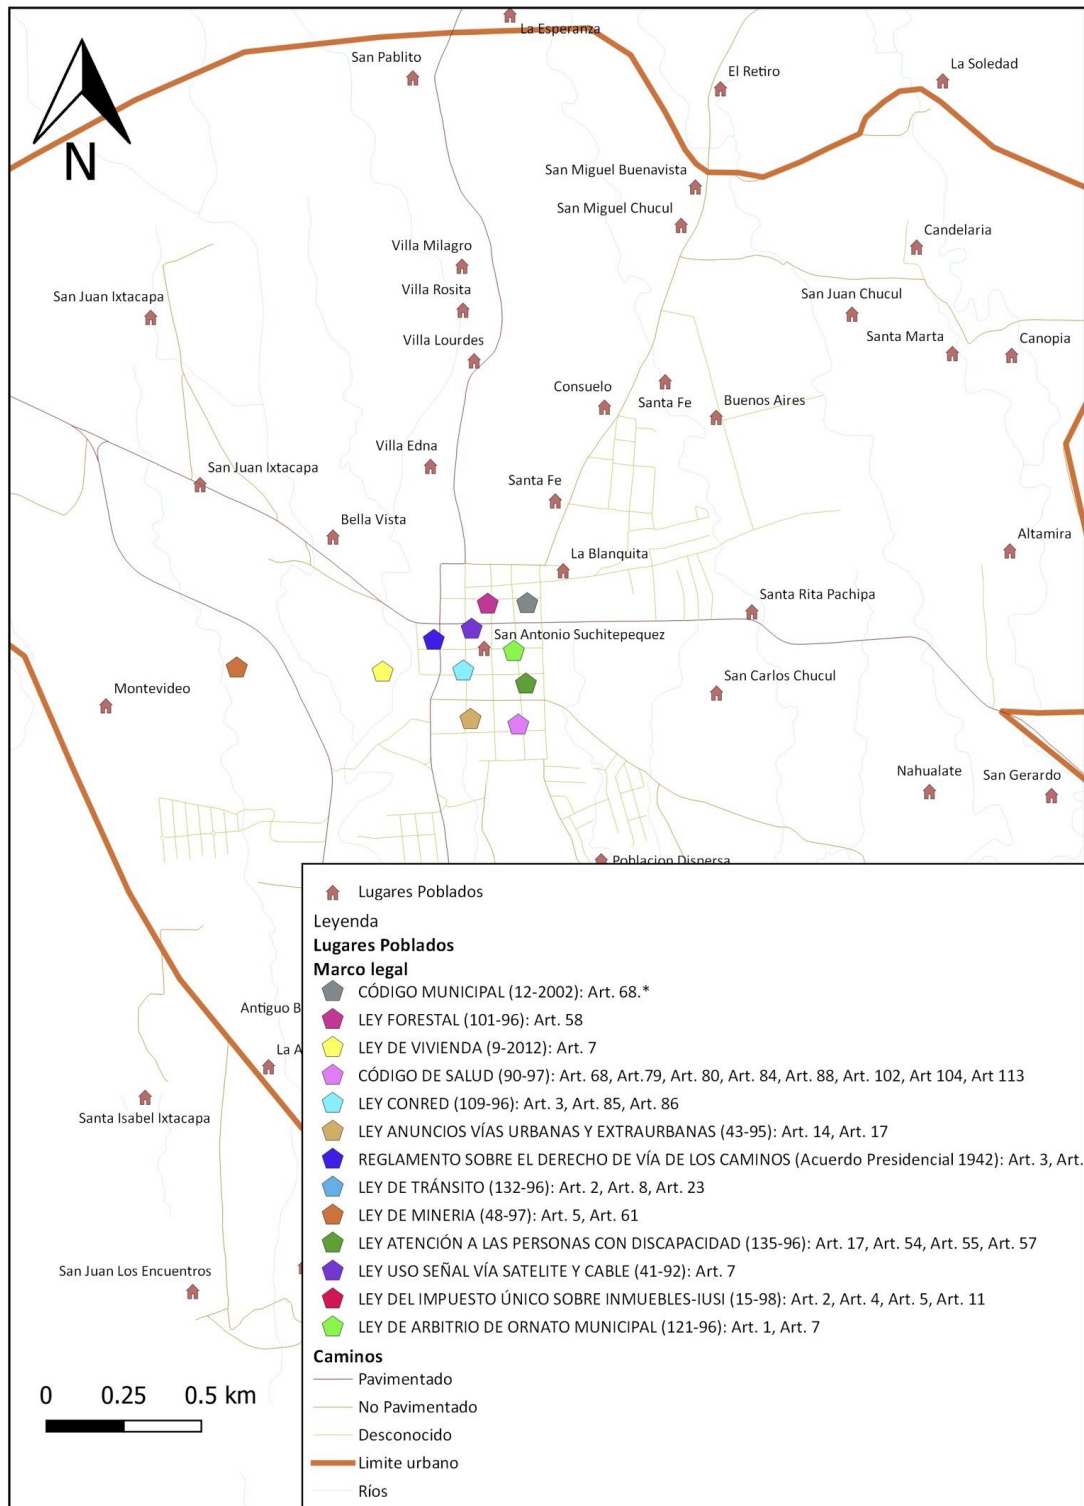 La Esperanza
San Pablito
El Retiro
La Soledad
N
San Miguel Buenavista
San Miguel Chucul
Candelaria
Villa Milagro
Villa Rosita
San Juan Ixtacapa
San Juan Chucul
Villa Lourdes
Santa Marta
Canopia
Consuelo
Santa Fe
Buenos Aires
Villa Edna
San Juan Ixtacapa
Santa Fe
Bella Vista
Altamira
La Blanquita
Santa Rita Pachipa
San Antonio Suchitepequez
Montevideo
San Carlos Chucul
Nahualate
San Gerardo
Poblacion Dispersa
Lugares Poblados
Leyenda
Lugares Poblados
Marco legal
CÓDIGO MUNICIPAL (12-2002): Art. 68.*
LEY FORESTAL (101-96): Art. 58
LEY DE VIVIENDA (9-2012): Art. 7
CÓDIGO DE SALUD (90-97): Art. 68, Art.79, Art. 80, Art. 84, Art. 88, Art. 102, Art 104, Art 113
LEY CONRED (109-96): Art. 3, Art. 85, Art. 86
LEY ANUNCIOS VÍAS URBANAS Y EXTRAURBANAS (43-95): Art. 14, Art. 17
REGLAMENTO SOBRE EL DERECHO DE VÍA DE LOS CAMINOS (Acuerdo Presidencial 1942): Art. 3, Art.
LEY DE TRÁNSITO (132-96): Art. 2, Art. 8, Art. 23
LEY DE MINERIA (48-97): Art. 5, Art. 61
LEY ATENCIÓN A LAS PERSONAS CON DISCAPACIDAD (135-96): Art. 17, Art. 54, Art. 55, Art. 57
LEY USO SEÑAL VÍA SATELITE Y CABLE (41-92): Art. 7
LEY DEL IMPUESTO ÚNICO SOBRE INMUEBLES-IUSI (15-98): Art. 2, Art. 4, Art. 5, Art. 11
LEY DE ARBITRIO DE ORNATO MUNICIPAL (121-96): Art. 1, Art. 7
Caminos
Pavimentado
No Pavimentado
Desconocido
Limite urbano
Ríos
Antiguo B
La A
Santa Isabel Ixtacapa
San Juan Los Encuentros
0 0.25 0.5 km